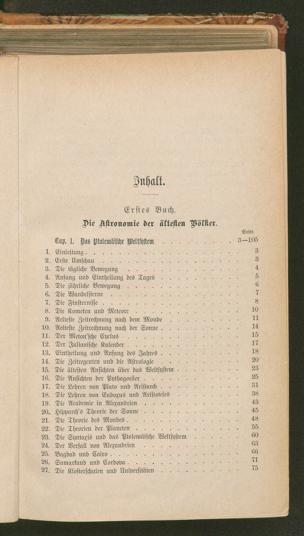 Inhalt.
Erstes Buch.
Die Astronomie der ältesten Völker.
Seite
Cap. 1. Das Ptolemäische Weltsystem 3—105
1. Einleitung 3
2. Erste Umschau 3
3. Die tägliche Bewegung 4
4. Anfang und Eintheilung des Tages 5
5. Die jährliche Bewegung 6
6. Die Wandelsterne 7
7. Die Finsternisse 8
8. Die Kometen und Meteore 10
9. Aelteste Zeitrechnung nach dem Monde 11
10. Aelteste Zeitrechnung nach der Sonne 14
11. Der Meton'sche Cyclus 15
12. Der Julianische Kalender 17
13. Eintheilung und Anfang des Jahres 18
14. Die Zeitregenten und die Astrologie 20
15. Die ältesten Ansichten über das Weltsystem 23
16. Die Ansichten der Pythagoräer 25
17. Die Lehren von Plato und Aristarch 31
18. Die Lehren von Eudoxus und Aristoteles 38
19. Die Academie in Alexandrien 43
20. Hipparch's Theorie der Sonne 45
21. Die Theorie des Mondes 48
22. Die Theorien der Planeten 55
23. Die Syntaxis und das Ptolemäische Weltsystem 60
24. Der Verfall von Alexandrien 63
25. Bagdad und Cairo 66
26. Samarkand und Cordova 71
27. Die Klosterschulen und Universitäten 75